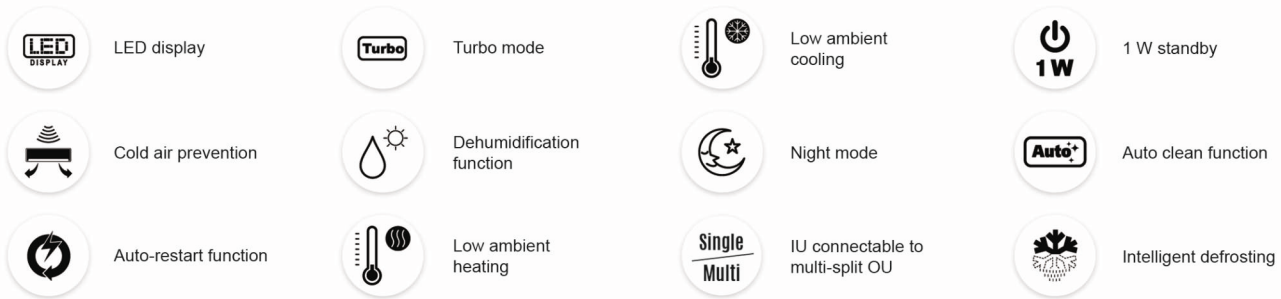 LED
DISPLAY
LED display
Turbo
Turbo mode
Low ambient
cooling
1 W
1 W standby
Cold air prevention
Dehumidification
function
Night mode
Auto
Auto clean function
Auto-restart function
Low ambient
heating
Single
Multi
IU connectable to
multi-split OU
Intelligent defrosting